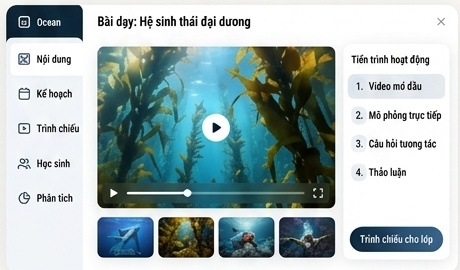 Ocean
Nội dung
Kế hoạch
Trình chiếu
Học sinh
Phân tích
Bài dạy: Hệ sinh thái đại dương
Tiến trình hoạt động
1. Video mở đầu
2. Mô phỏng trực tiếp
3. Câu hỏi tương tác
4. Thảo luận
Trình chiếu cho lớp